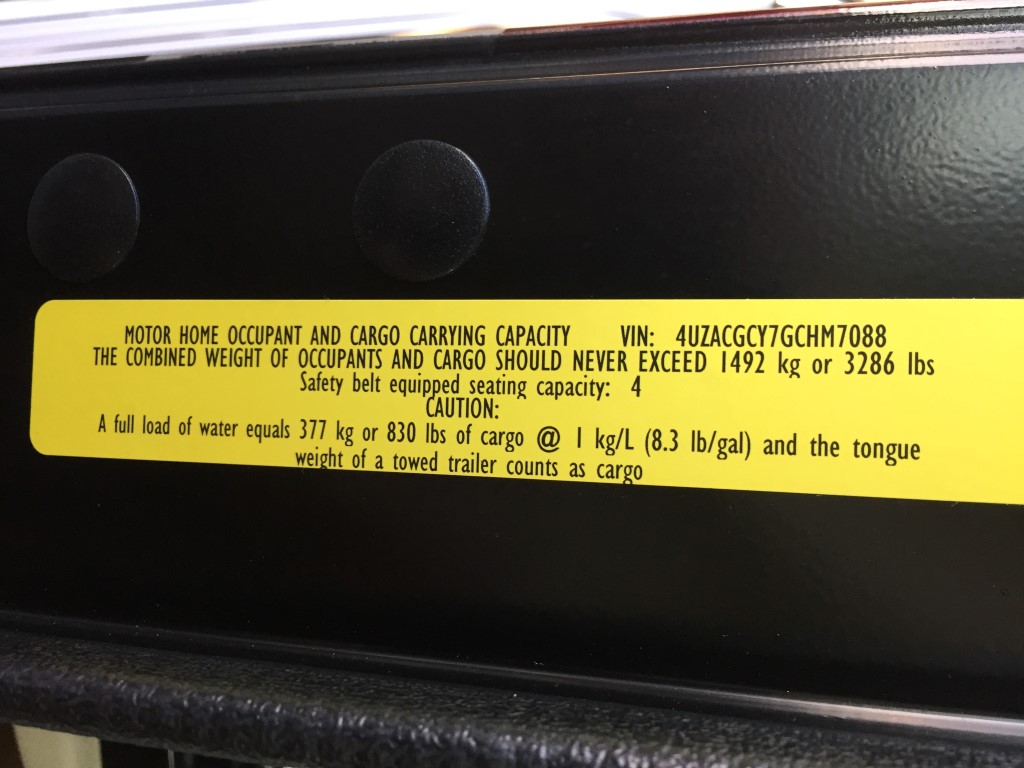 MOTOR HOME OCCUPANT AND CARGO CARRYING CAPACITY VIN: 4UZACGCY7GCHM7088
THE COMBINED WEIGHT OF OCCUPANTS AND CARGO SHOULD NEVER EXCEED 1492 kg or 3286 lbs
Safety belt equipped seating capacity: 4
CAUTION:
A full load of water equals 377 kg or 830 lbs of cargo @ 1 kg/L (8.3 lb/gal) and the tongue
weight of a towed trailer counts as cargo